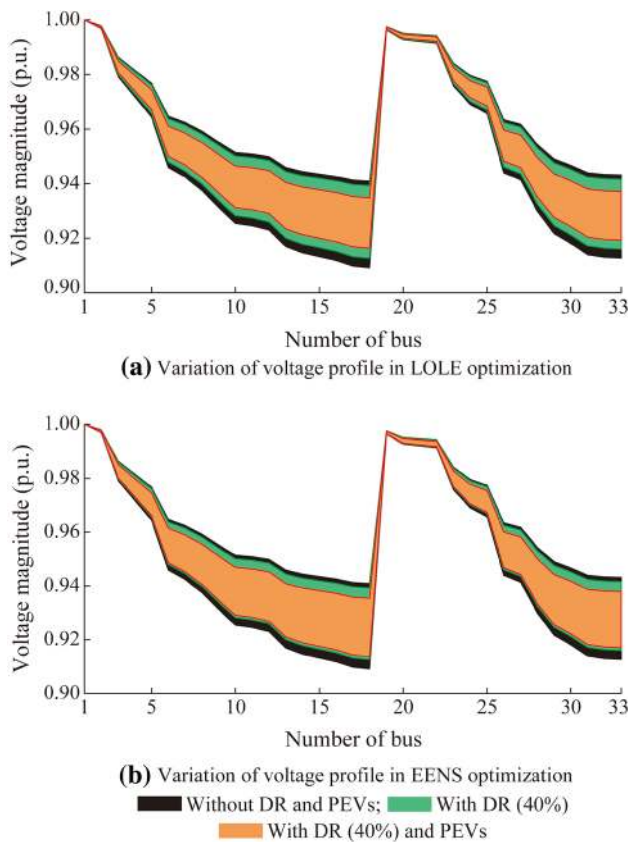 1.00
0.98
0.96
0.94
0.92
0.90
Voltage magnitude (p.u.)
1 5 10 15 20 25 30 33
Number of bus
(a) Variation of voltage profile in LOLE optimization
1.00
0.98
0.96
0.94
0.92
0.90
Voltage magnitude (p.u.)
1 5 10 15 20 25 30 33
Number of bus
(b) Variation of voltage profile in EENS optimization
Without DR and PEVs; With DR (40%)
With DR (40%) and PEVs